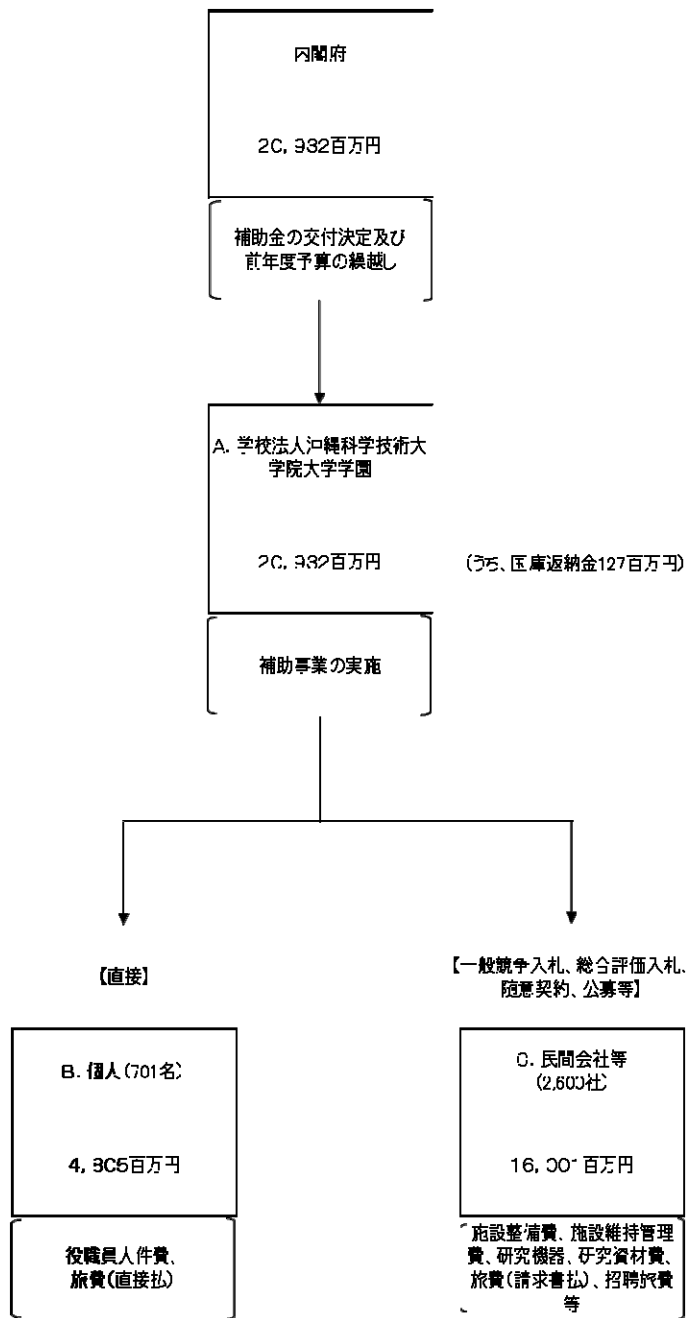 内閣府
20,932百万円
補助金の交付決定及び
前年度予算の繰越し
A. 学校法人沖縄科学技術大
学院大学学園
20,932百万円
(うち、国庫返納金127百万円)
補助事業の実施
【直接】
【一般競争入札、総合評価入札、
随意契約、公募等】
B. 個人(701名)
4,805百万円
役職員人件費、
旅費(直接払)
C. 民間会社等
(2,600社)
16,001百万円
施設整備費、施設維持管理
費、研究機器、研究資材費、
旅費(請求書払)、招聘旅費
等